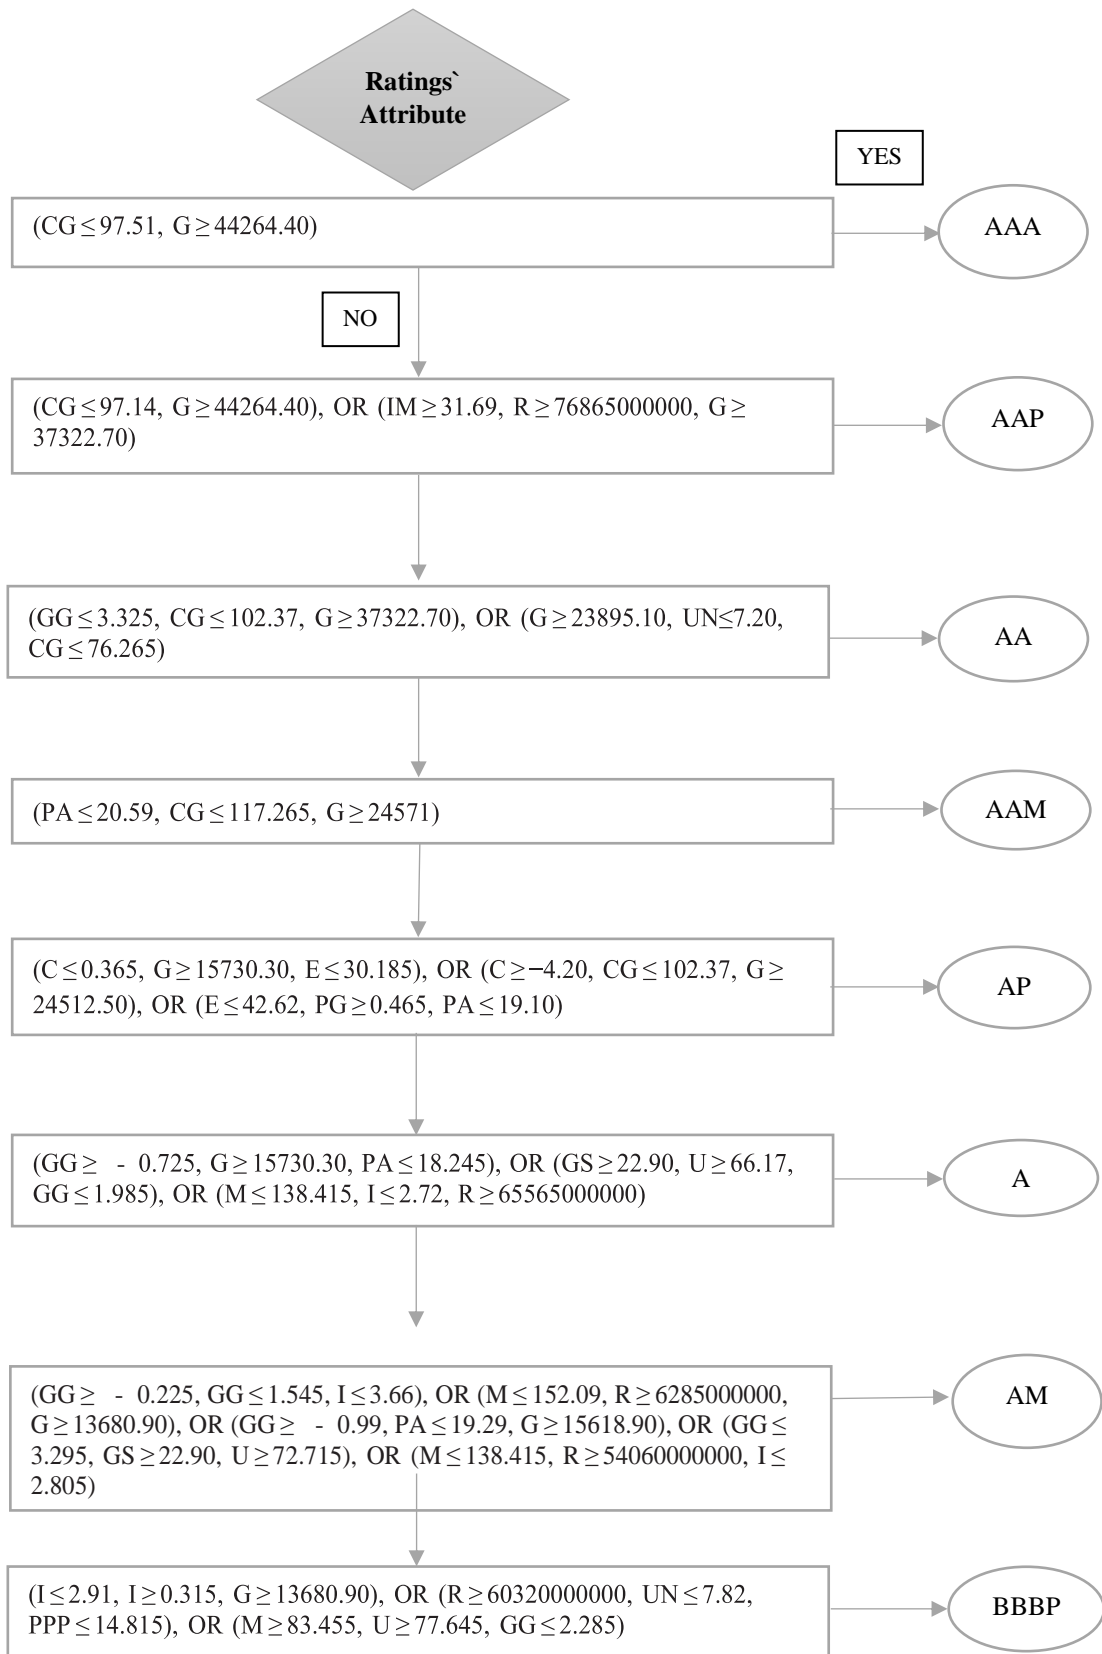 Ratings`
Attribute
YES
(CG≤97.51, G≥44264.40)
AAA
NO
(CG≤97.14, G≥44264.40), OR (IM≥31.69, R≥76865000000, G≥
37322.70)
AAP
(GG≤3.325, CG≤102.37, G≥37322.70), OR (G≥23895.10, UN≤7.20,
CG≤76.265)
AA
(PA≤20.59, CG≤117.265, G≥24571)
AAM
(C≤0.365, G≥15730.30, E≤30.185), OR (C≥−4.20, CG≤102.37, G≥
24512.50), OR (E≤42.62, PG≥0.465, PA≤19.10)
AP
(GG≥ - 0.725, G≥15730.30, PA≤18.245), OR (GS≥22.90, U≥66.17,
GG≤1.985), OR (M≤138.415, I≤2.72, R≥65565000000)
A
(GG≥ - 0.225, GG≤1.545, I≤3.66), OR (M≤152.09, R≥6285000000,
G≥13680.90), OR (GG≥ - 0.99, PA≤19.29, G≥15618.90), OR (GG≤
3.295, GS≥22.90, U≥72.715), OR (M≤138.415, R≥54060000000, I≤
2.805)
AM
(I≤2.91, I≥0.315, G≥13680.90), OR (R≥60320000000, UN≤7.82,
PPP≤14.815), OR (M≥83.455, U≥77.645, GG≤2.285)
BBBP